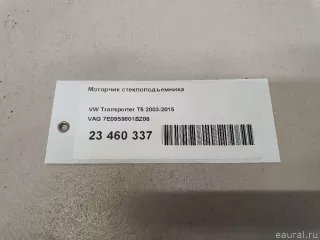 Моторчик стеклоподъемника
VW Transporter T5 2003-2015
VAG 7E0959801BZ06
23 460 337
eaural.ru